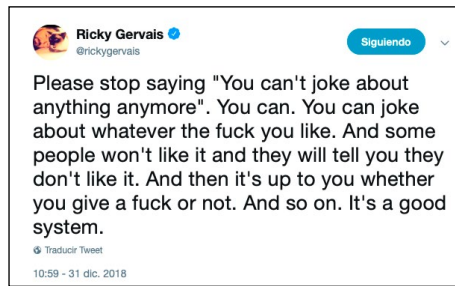 Ricky Gervais
@rickygervais
Siguiendo
Please stop saying "You can't joke about
anything anymore". You can. You can joke
about whatever the fuck you like. And some
people won't like it and they will tell you they
don't like it. And then it's up to you whether
you give a fuck or not. And so on. It's a good
system.
Traducir Tweet
10:59 - 31 dic. 2018